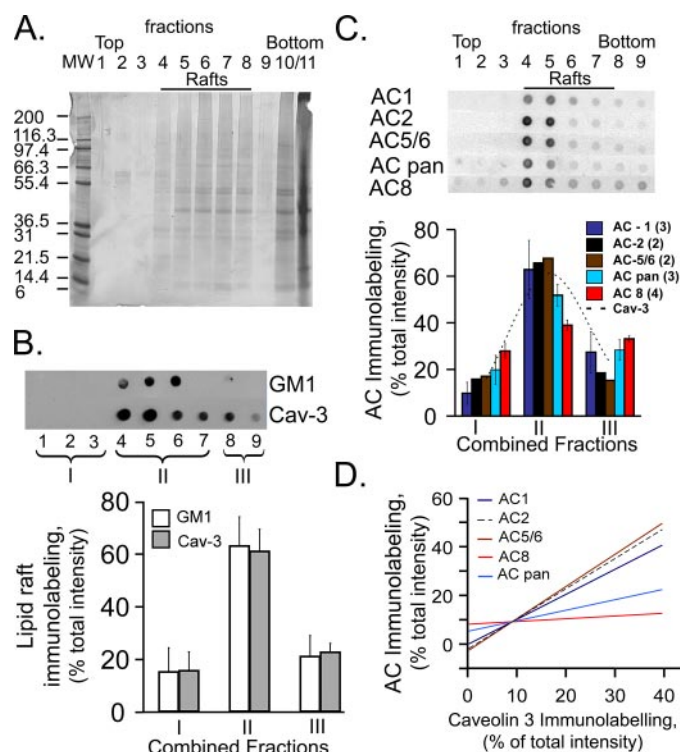 A.
fractions
Top
Bottom
MW 1 2 3 4 5 6 7 8 9 10/11
Rafts
200
116.3
97.4
66.3
55.4
36.5
31
21.5
14.4
6
B.
GM1
Cav-3
1 2 3 4 5 6 7 8 9
I II III
Lipid raft
immunolabeling,
(% total intensity)
80
60
40
20
0
GM1
Cav-3
I II III
Combined Fractions
C.
fractions
Top
Bottom
1 2 3 4 5 6 7 8 9
Rafts
AC1
AC2
AC5/6
AC pan
AC8
AC Immunolabeling,
(% total intensity)
80
60
40
20
0
AC - 1 (3)
AC-2 (2)
AC-5/6 (2)
AC pan (3)
AC 8 (4)
Cav-3
I II III
Combined Fractions
D.
AC Immunolabeling,
(% total intensity)
60
40
20
0
AC1
AC2
AC5/6
AC8
AC pan
0 10 20 30 40
Caveolin 3 Immunolabelling,
(% of total intensity)